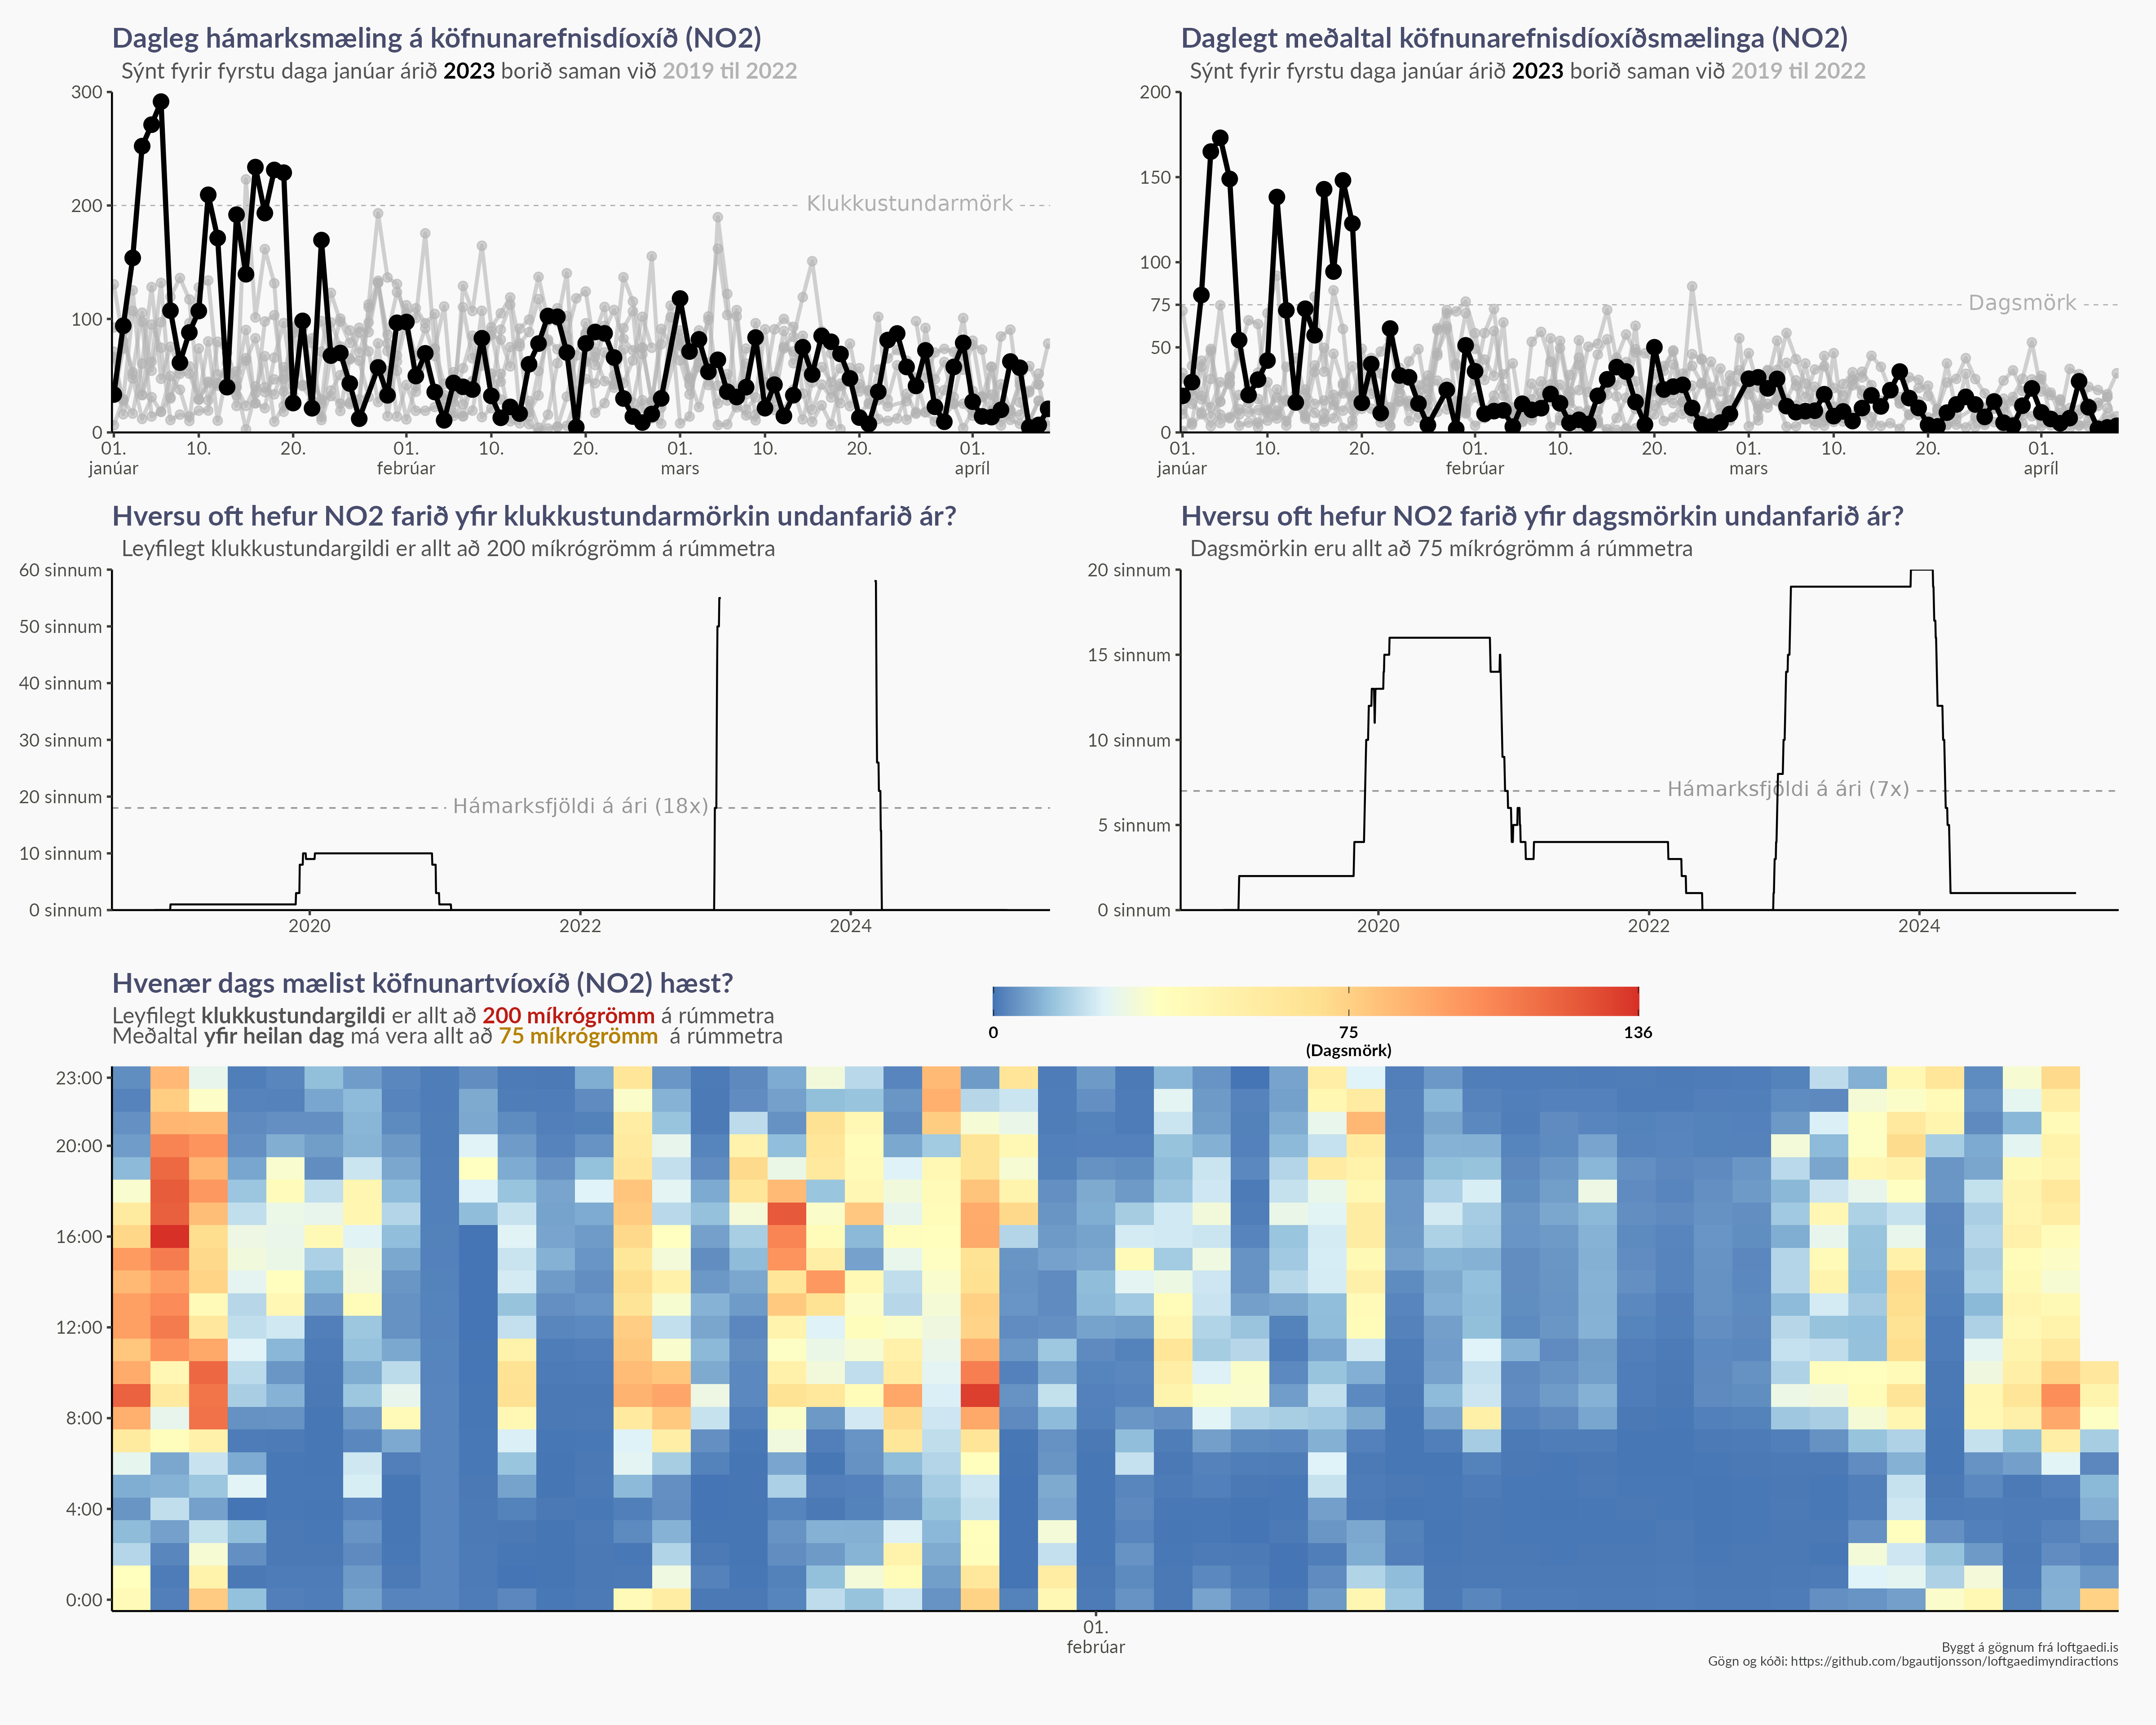 Dagleg hámarksmæling á köfnunarefnisdíoxíð (NO2)
Sýnt fyrir fyrstu daga janúar árið 2023 borið saman við 2019 til 2022
300
200
100
0
Klukkustundarmörk
01. 10. 20. 01. 10. 20. 01. 10. 20. 01.
janúar febrúar mars apríl
Daglegt meðaltal köfnunarefnisdíoxíðsmælinga (NO2)
Sýnt fyrir fyrstu daga janúar árið 2023 borið saman við 2019 til 2022
200
150
100
75
50
0
Dagsmörk
01. 10. 20. 01. 10. 20. 01. 10. 20. 01.
janúar febrúar mars apríl
Hversu oft hefur NO2 farið yfir klukkustundarmörkin undanfarið ár?
Leyfilegt klukkustundargildi er allt að 200 míkrógrömm á rúmmetra
60 sinnum
50 sinnum
40 sinnum
30 sinnum
20 sinnum
10 sinnum
0 sinnum
Hámarksfjöldi á ári (18x)
2020 2022 2024
Hversu oft hefur NO2 farið yfir dagsmörkin undanfarið ár?
Dagsmörkin eru allt að 75 míkrógrömm á rúmmetra
20 sinnum
15 sinnum
10 sinnum
5 sinnum
0 sinnum
Hámarksfjöldi á ári (7x)
2020 2022 2024
Hvenær dags mælist köfnunartvíoxíð (NO2) hæst?
Leyfilegt klukkustundargildi er allt að 200 míkrógrömm á rúmmetra
Meðaltal yfir heilan dag má vera allt að 75 míkrógrömm á rúmmetra
0 75 136
(Dagsmörk)
23:00
20:00
16:00
12:00
8:00
4:00
0:00
01.
febrúar
Byggt á gögnum frá loftgaedi.is
Gögn og kóði: https://github.com/bgautijonsson/loftgaedimyndiractions